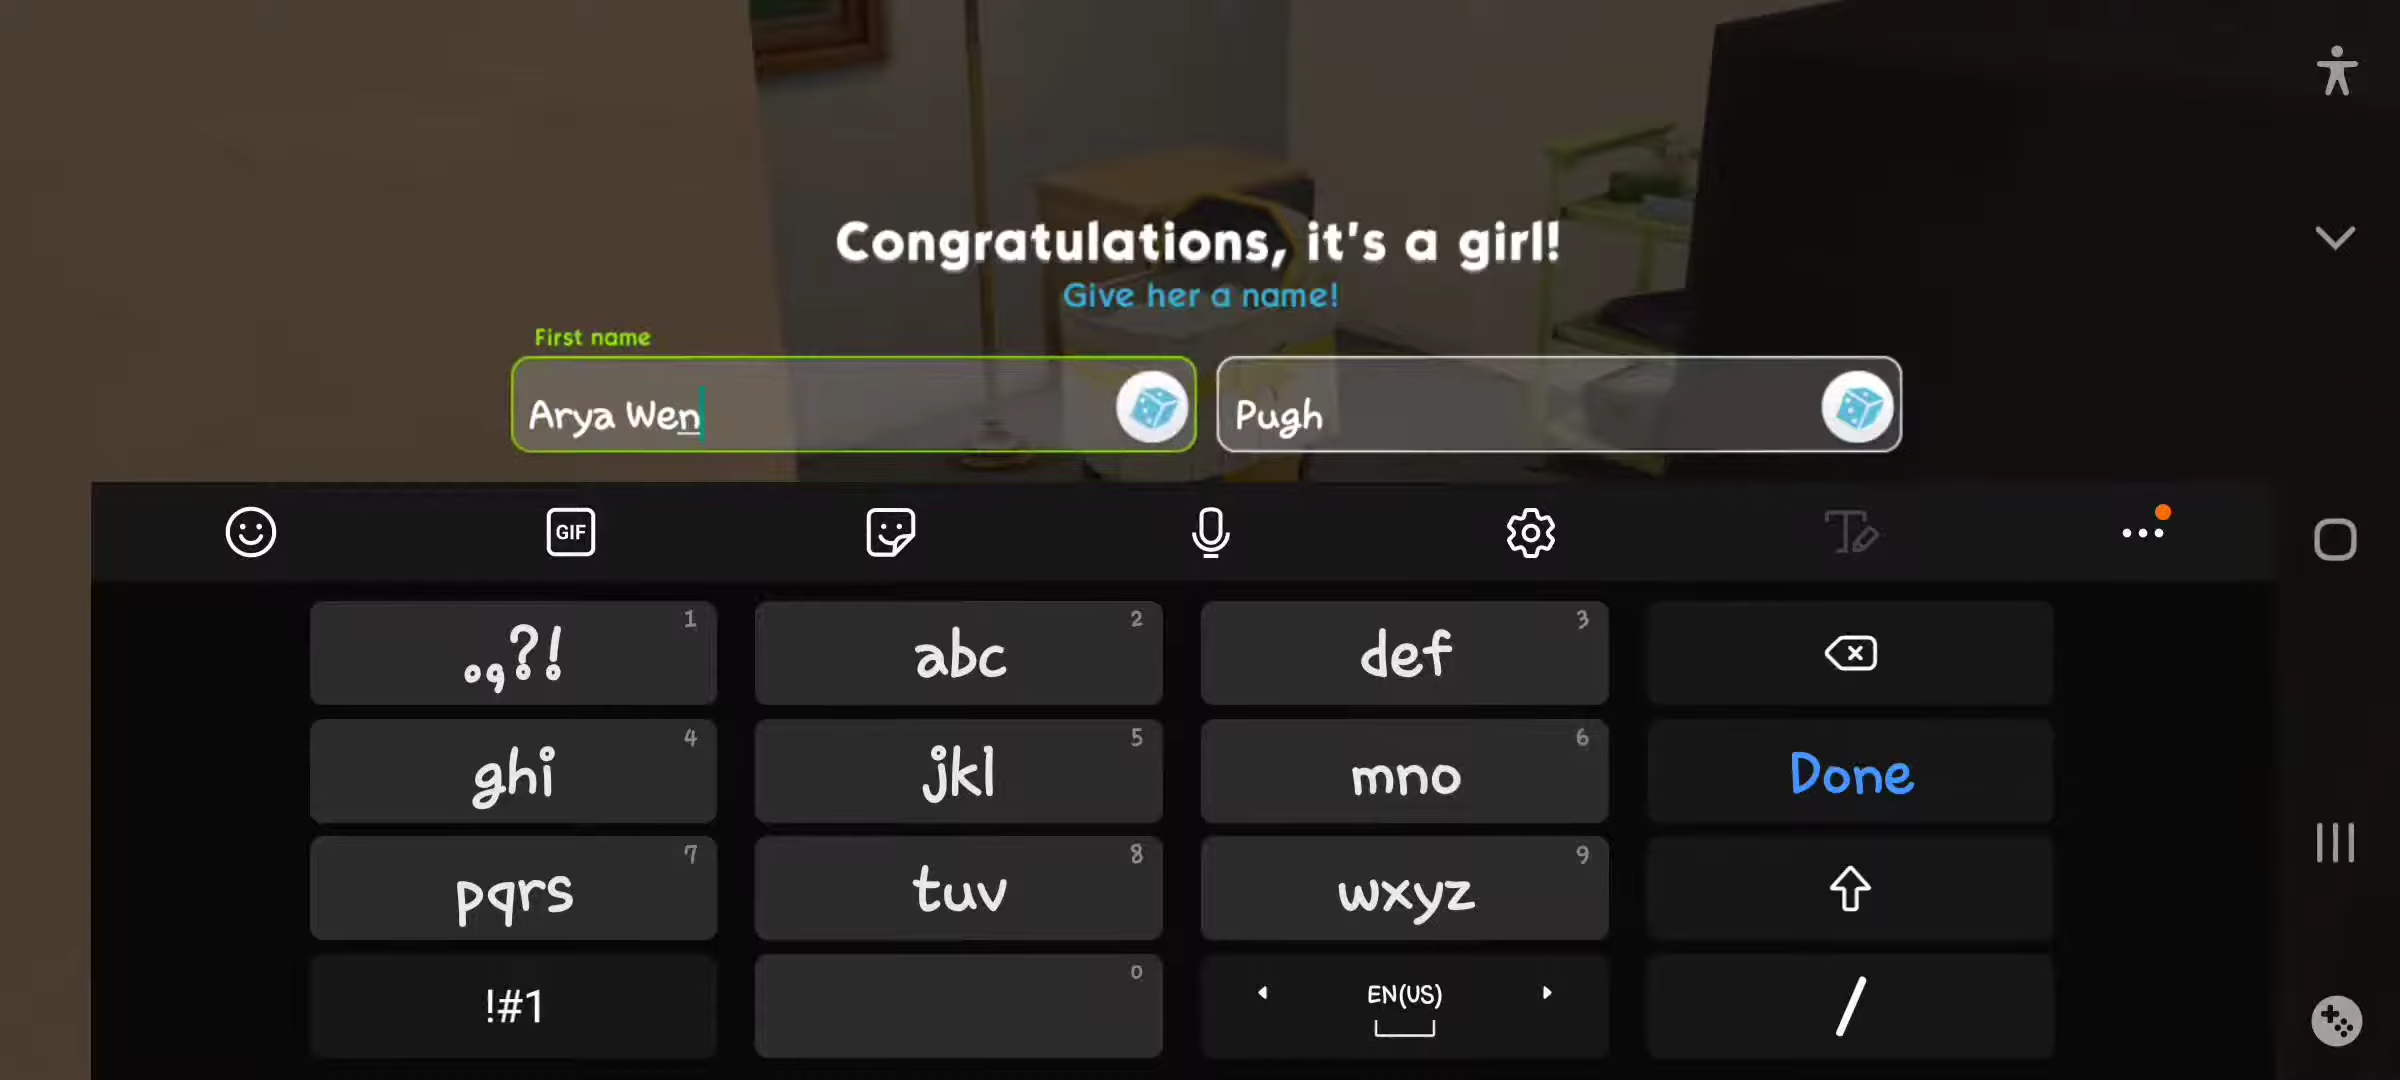 Congratulations, it's a girl!
Give her a name!
First name
Arya Wen
Pugh
GIF
.,?! 1
abc 2
def 3
ghi 4
jkl 5
mno 6
Done
pqrs 7
tuv 8
wxyz 9
!#1
0
EN(US)
/